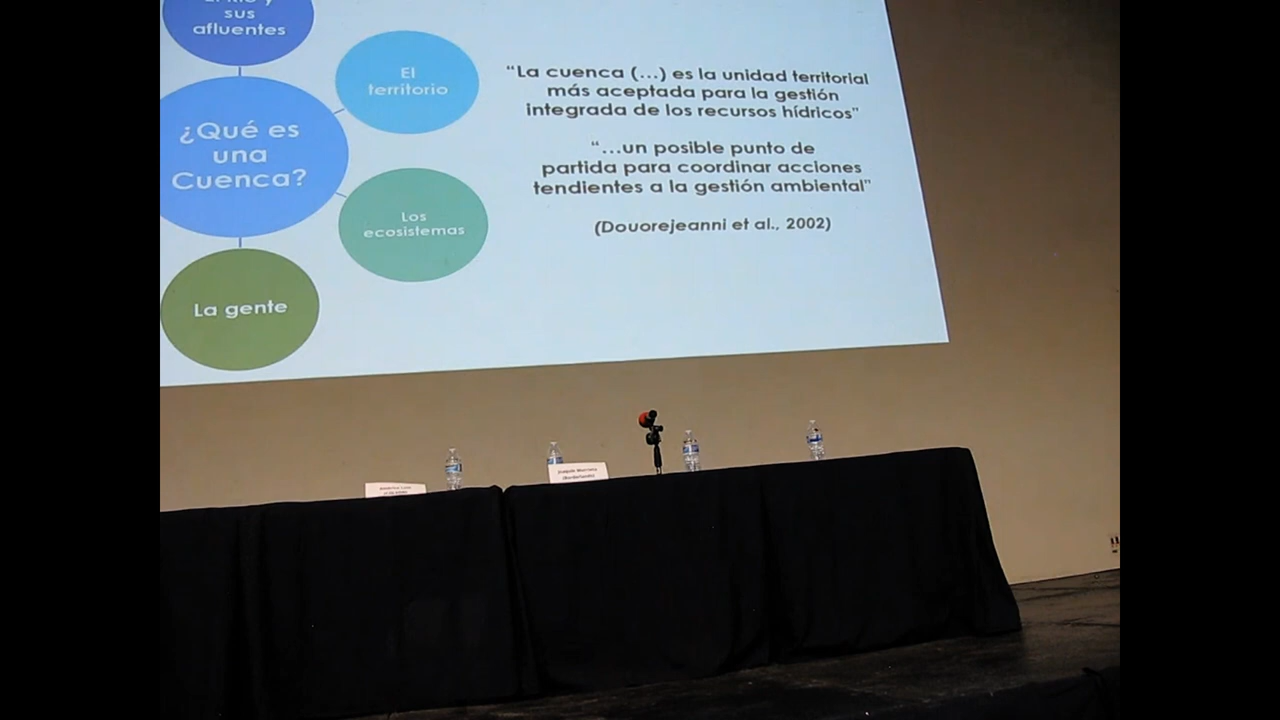 sus
afluentes
El
territorio
¿Qué es
una
Cuenca?
Los
ecosistemas
La gente
“La cuenca (...) es la unidad territorial
más aceptada para la gestión
integrada de los recursos hídricos”
“...un posible punto de
partida para coordinar acciones
tendientes a la gestión ambiental”
(Douorejeanni et al., 2002)
Joaquín